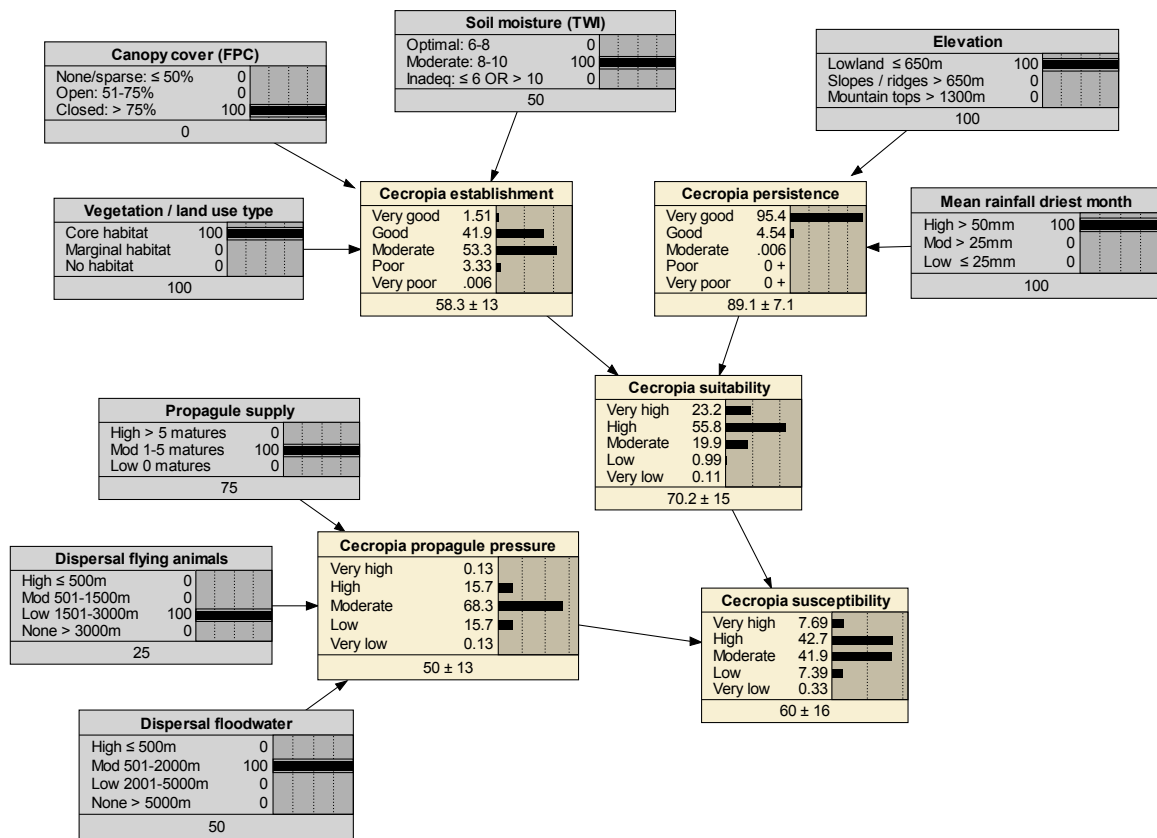 Soil moisture (TWI)
Optimal: 6-8 0
Moderate: 8-10 100
Inadeq: ≤ 6 OR > 10 0
50
Canopy cover (FPC)
None/sparse: ≤ 50% 0
Open: 51-75% 0
Closed: > 75% 100
0
Elevation
Lowland ≤ 650m 100
Slopes / ridges > 650m 0
Mountain tops > 1300m 0
100
Vegetation / land use type
Core habitat 100
Marginal habitat 0
No habitat 0
100
Cecropia establishment
Very good 1.51
Good 41.9
Moderate 53.3
Poor 3.33
Very poor .006
58.3 ± 13
Cecropia persistence
Very good 95.4
Good 4.54
Moderate .006
Poor 0 +
Very poor 0 +
89.1 ± 7.1
Mean rainfall driest month
High > 50mm 100
Mod > 25mm 0
Low ≤ 25mm 0
100
Cecropia suitability
Very high 23.2
High 55.8
Moderate 19.9
Low 0.99
Very low 0.11
70.2 ± 15
Propagule supply
High > 5 matures 0
Mod 1-5 matures 100
Low 0 matures 0
75
Dispersal flying animals
High ≤ 500m 0
Mod 501-1500m 0
Low 1501-3000m 100
None > 3000m 0
25
Cecropia propagule pressure
Very high 0.13
High 15.7
Moderate 68.3
Low 15.7
Very low 0.13
50 ± 13
Cecropia susceptibility
Very high 7.69
High 42.7
Moderate 41.9
Low 7.39
Very low 0.33
60 ± 16
Dispersal floodwater
High ≤ 500m 0
Mod 501-2000m 100
Low 2001-5000m 0
None > 5000m 0
50